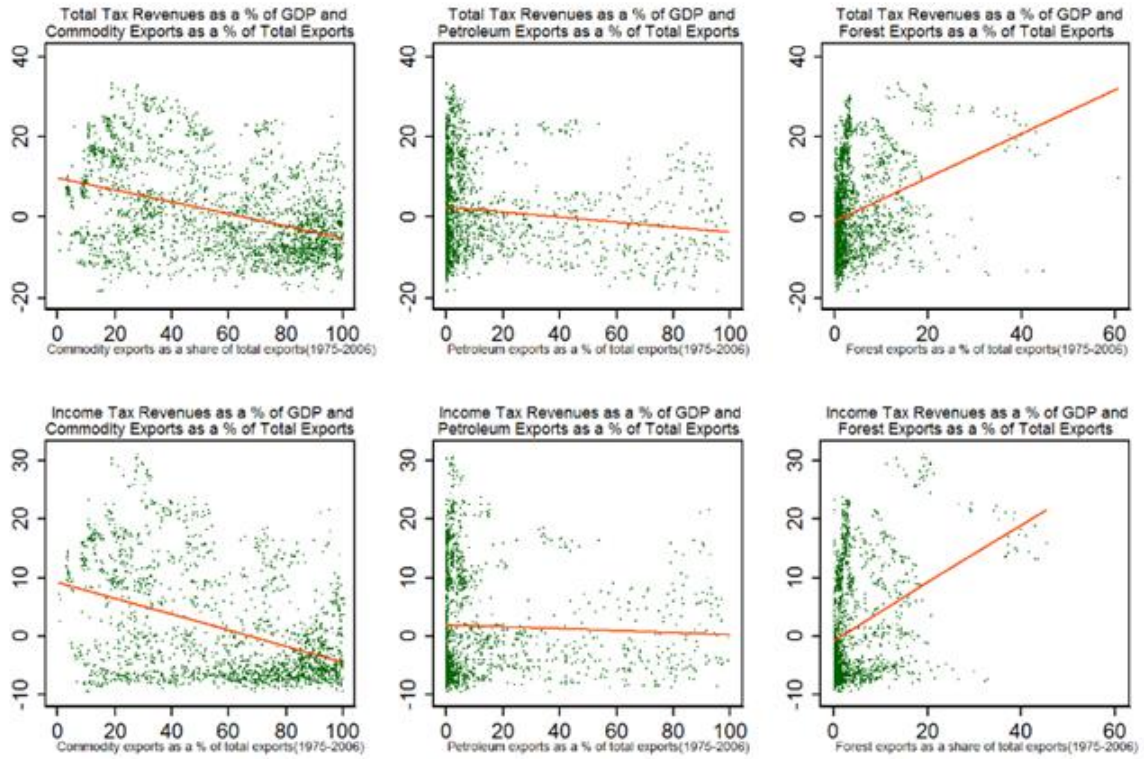 Total Tax Revenues as a % of GDP and
Commodity Exports as a % of Total Exports
40
20
0
-20
0 20 40 60 80 100
Commodity exports as a share of total exports(1975-2006)
Total Tax Revenues as a % of GDP and
Petroleum Exports as a % of Total Exports
40
20
0
-20
0 20 40 60 80 100
Petroleum exports as a % of total exports(1975-2006)
Total Tax Revenues as a % of GDP and
Forest Exports as a % of Total Exports
40
20
0
-20
0 20 40 60
Forest exports as a % of total exports(1975-2006)
Income Tax Revenues as a % of GDP and
Commodity Exports as a % of Total Exports
30
20
10
0
-10
0 20 40 60 80 100
Commodity exports as a % of total exports(1975-2006)
Income Tax Revenues as a % of GDP and
Petroleum Exports as a % of Total Exports
30
20
10
0
-10
0 20 40 60 80 100
Petroleum exports as a % of total exports(1975-2006)
Income Tax Revenues as a % of GDP and
Forest Exports as a % of Total Exports
30
20
10
0
-10
0 20 40 60
Forest exports as a share of total exports(1975-2006)